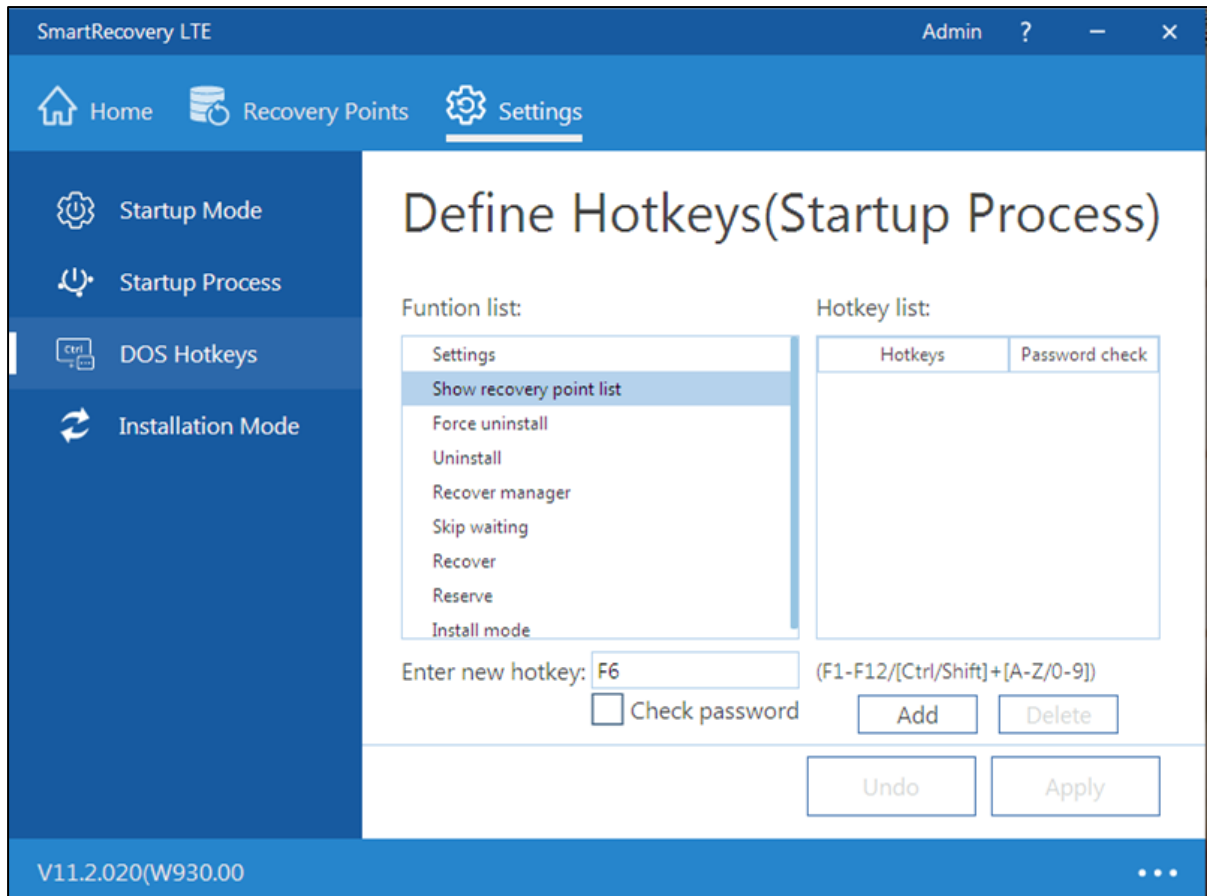 SmartRecovery LTE Admin ? — ×
Home Recovery Points Settings
Startup Mode
Startup Process
Ctrl
DOS Hotkeys
Installation Mode
Define Hotkeys(Startup Process)
Funtion list:
Settings
Show recovery point list
Force uninstall
Uninstall
Recover manager
Skip waiting
Recover
Reserve
Install mode
Hotkey list:
Hotkeys Password check
Enter new hotkey: F6 (F1-F12/[Ctrl/Shift]+[A-Z/0-9])
Check password Add Delete
Undo Apply
V11.2.020(W930.00 •••